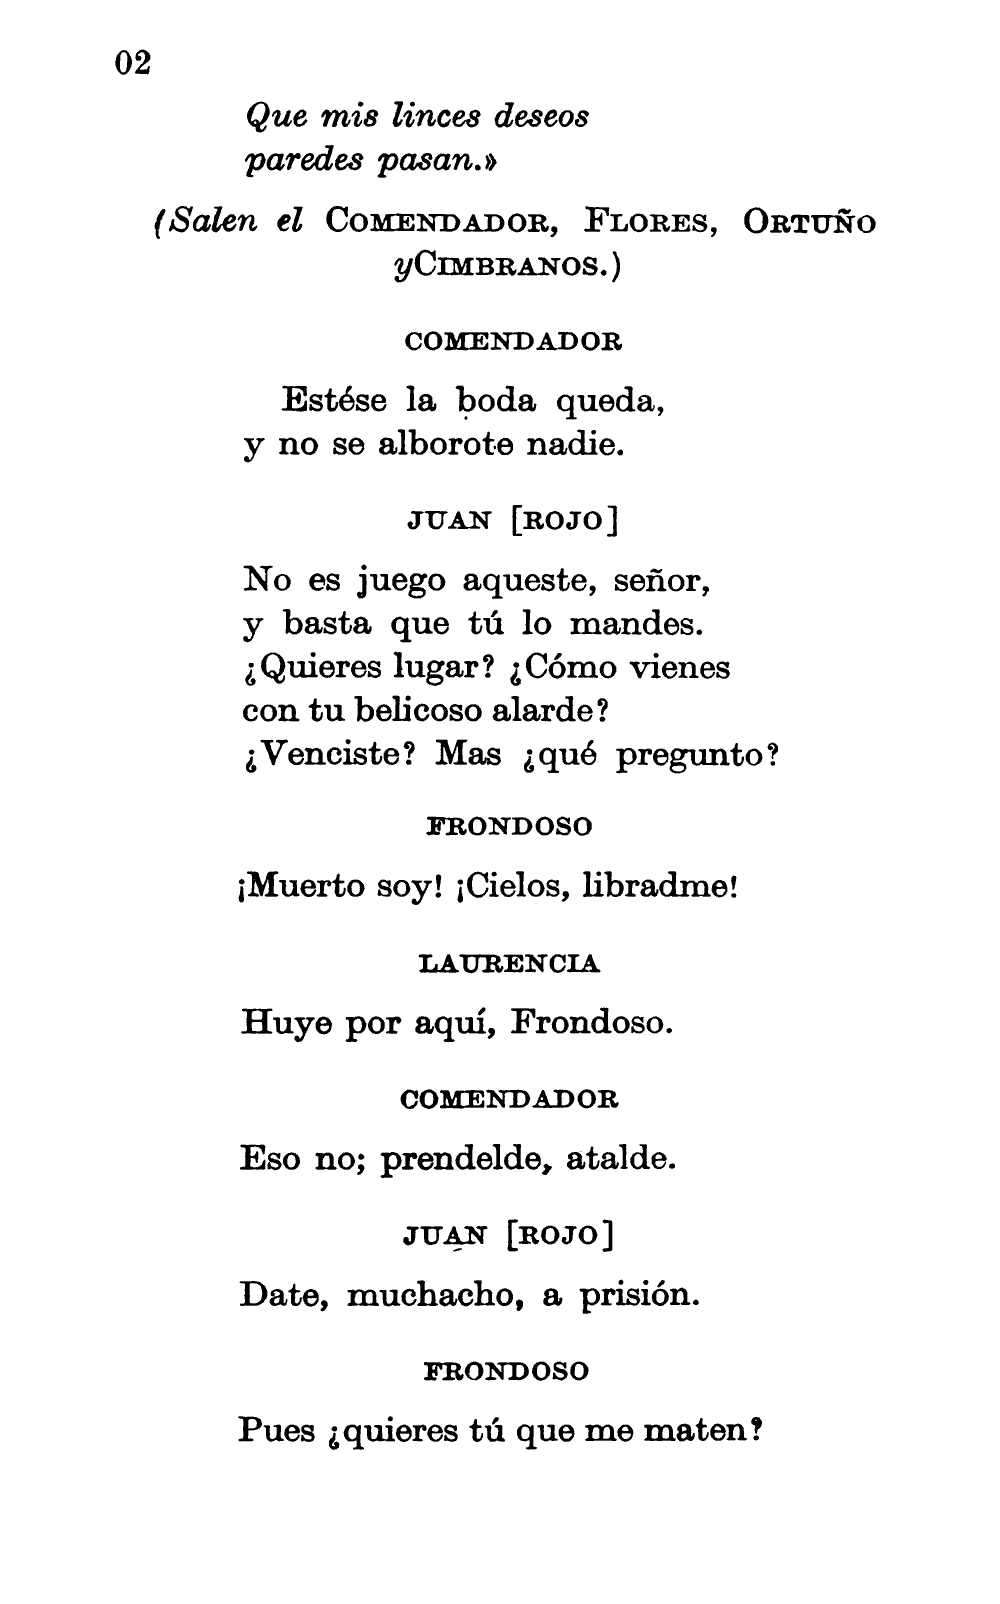 02
Que mis linces deseos
paredes pasan.»
(Salen el COMENDADOR, FLORES, ORTUÑO
yCIMBRANOS.)
COMENDADOR
Estése la boda queda,
y no se alborote nadie.
JUAN [ROJO]
No es juego aqueste, señor,
y basta que tú lo mandes.
¿Quieres lugar? ¿Cómo vienes
con tu belicoso alarde?
¿Venciste? Mas ¿qué pregunto?
FRONDOSO
¡Muerto soy! ¡Cielos, libradme!
LAURENCIA
Huye por aquí, Frondoso.
COMENDADOR
Eso no; prendelde, atalde.
JUAN [ROJO]
Date, muchacho, a prisión.
FRONDOSO
Pues ¿quieres tú que me maten?